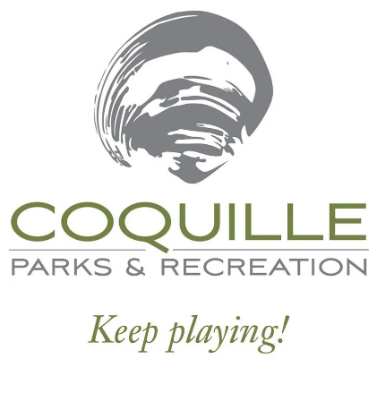 COQUILLE
PARKS & RECREATION
Keep playing!